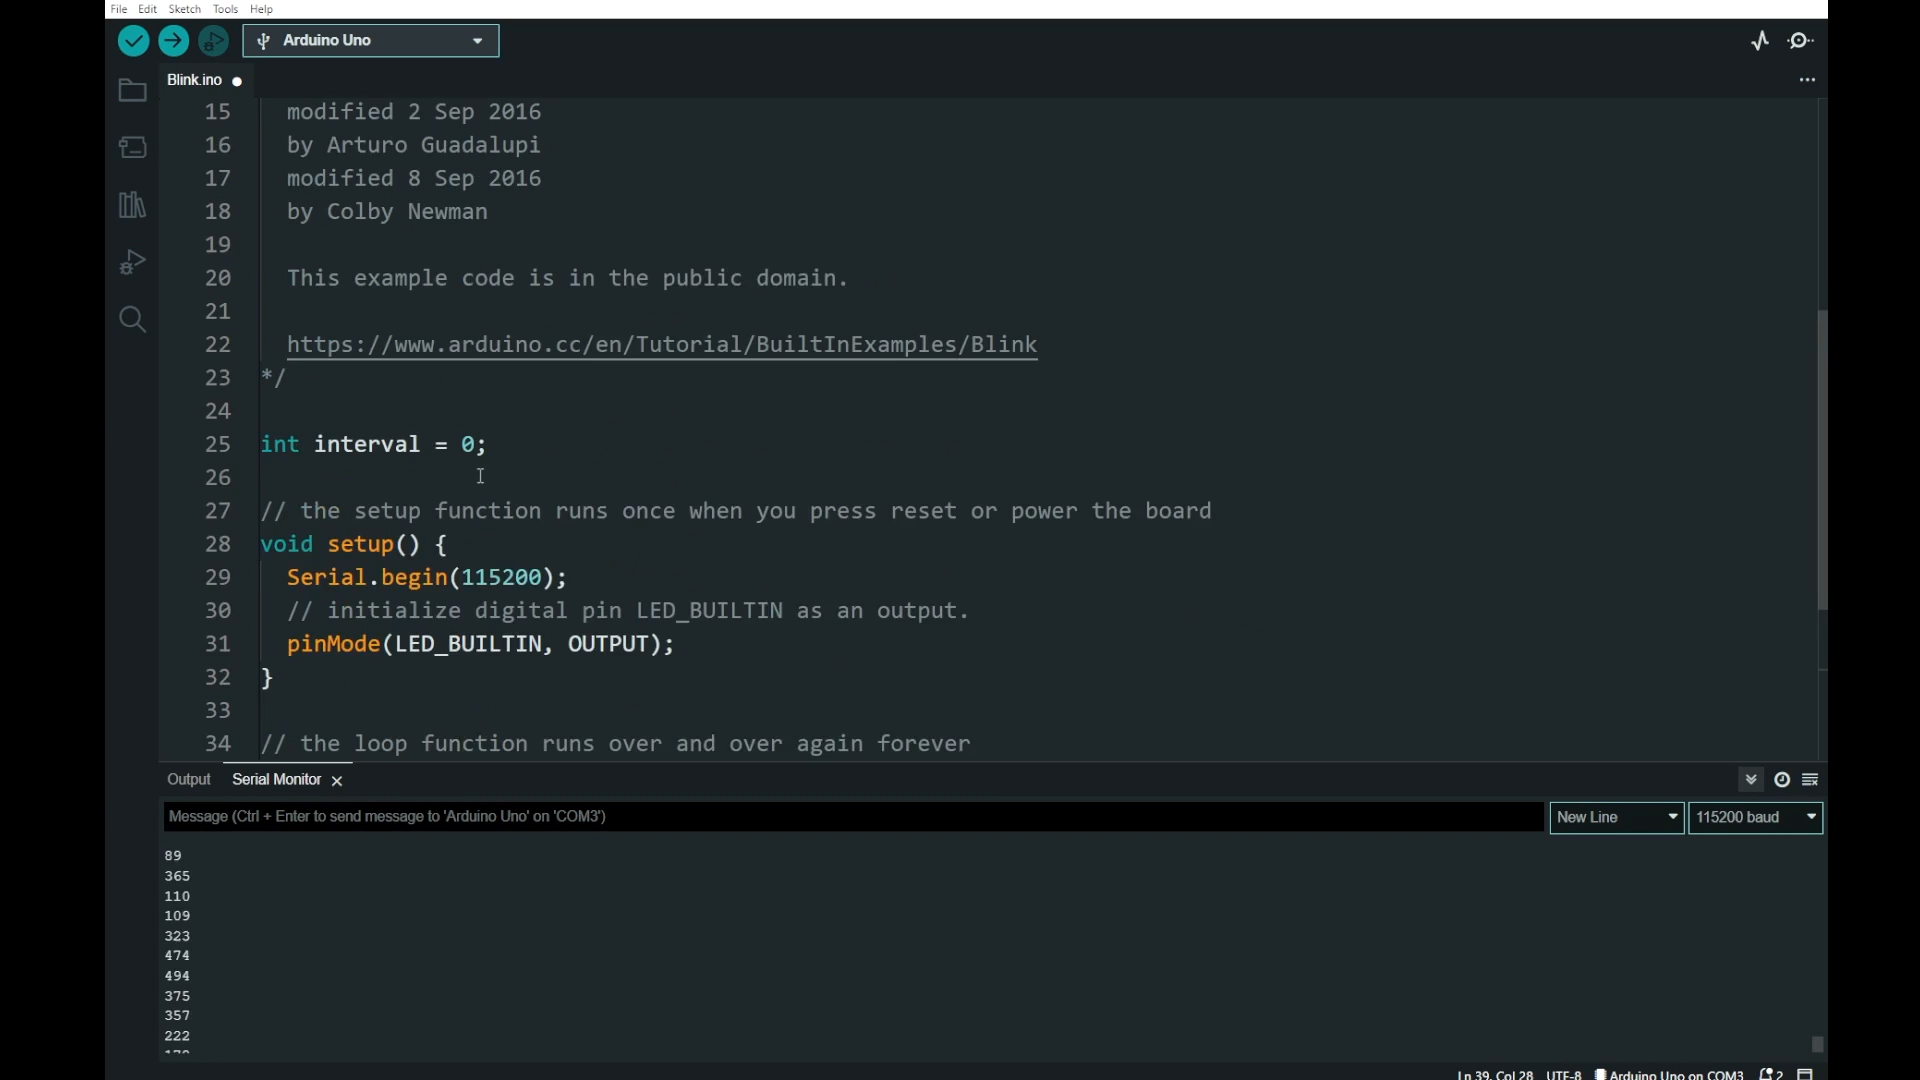 File Edit Sketch Tools Help
Arduino Uno
Blink.ino
15 modified 2 Sep 2016
16 by Arturo Guadalupi
17 modified 8 Sep 2016
18 by Colby Newman
19
20 This example code is in the public domain.
21
22 https://www.arduino.cc/en/Tutorial/BuiltInExamples/Blink
23 */
24
25 int interval = 0;
26
27 // the setup function runs once when you press reset or power the board
28 void setup() {
29 Serial.begin(115200);
30 // initialize digital pin LED_BUILTIN as an output.
31 pinMode(LED_BUILTIN, OUTPUT);
32 }
33
34 // the loop function runs over and over again forever
Output Serial Monitor
Message (Ctrl + Enter to send message to 'Arduino Uno' on 'COM3') New Line 115200 baud
89
365
110
109
323
474
494
375
357
222
Ln 39, Col 28 UTF-8 Arduino Uno on COM3 2